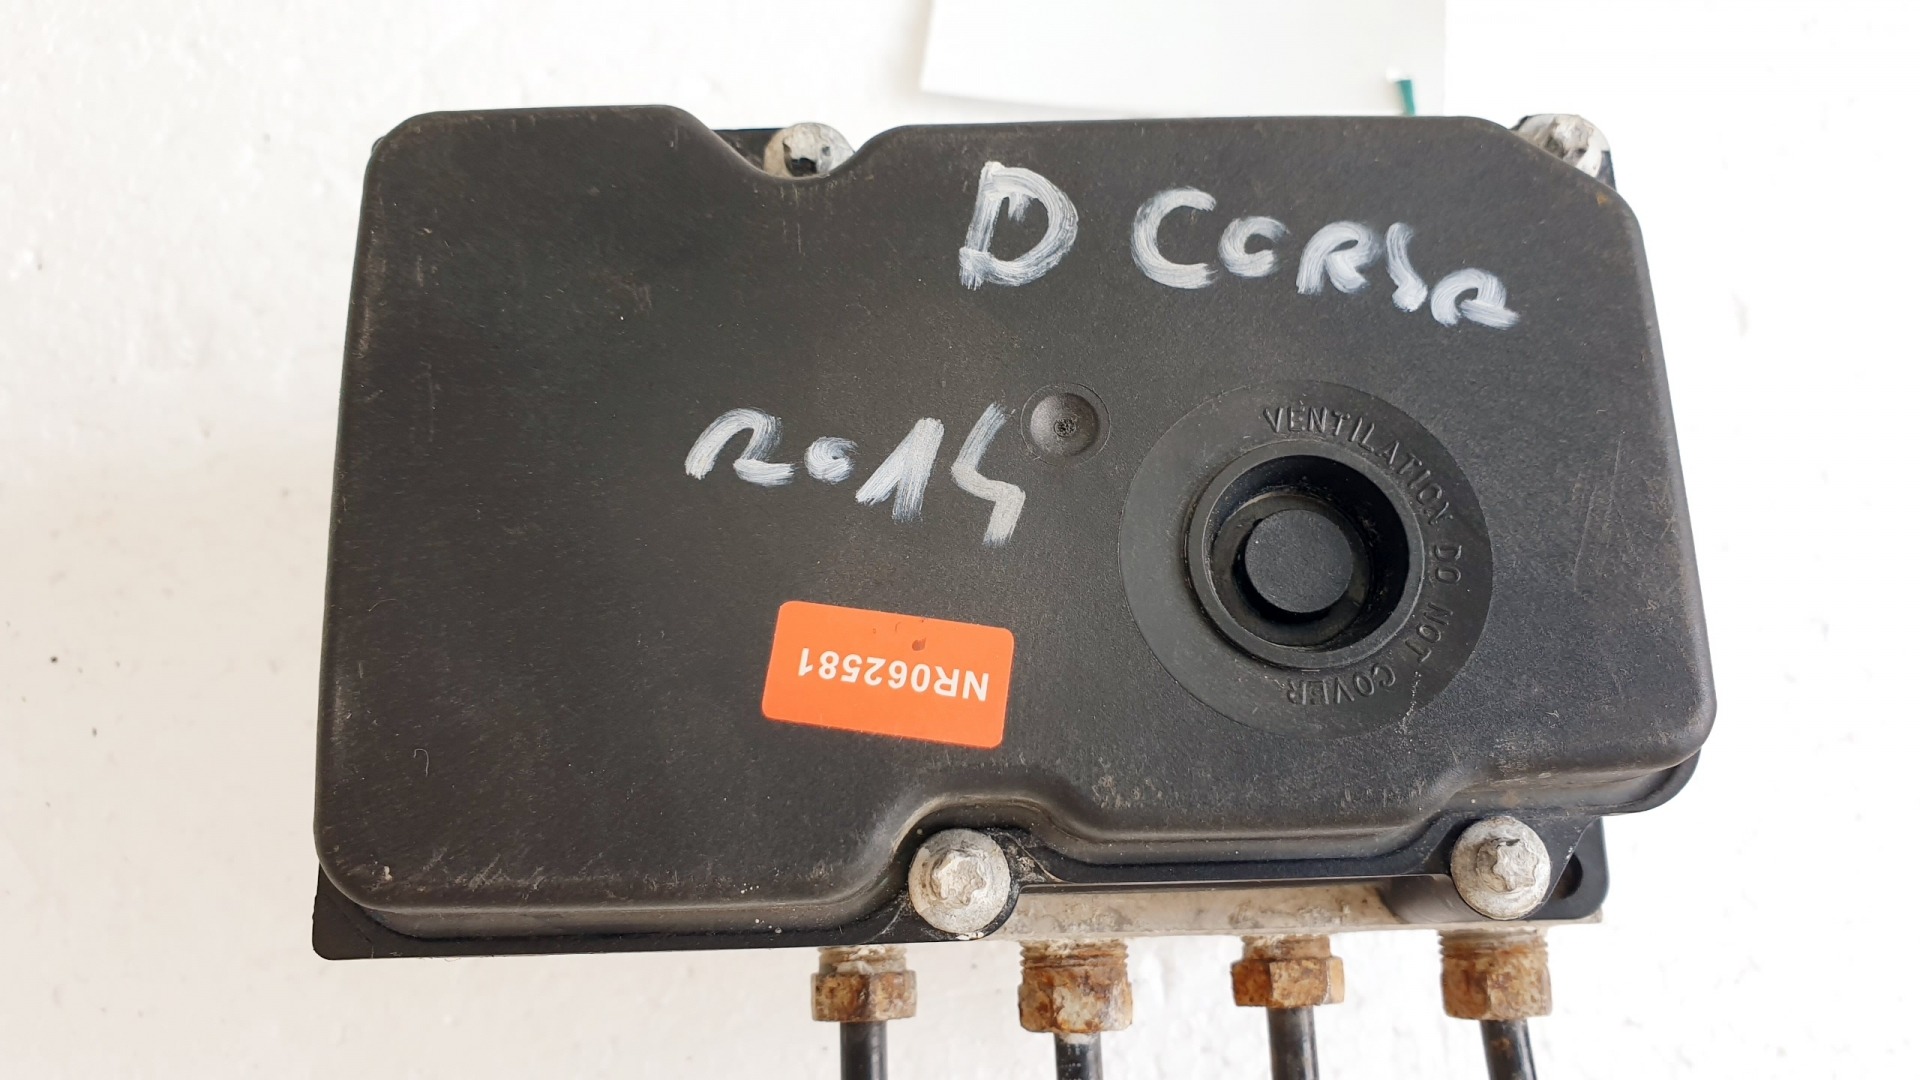 D CORSA
2014
VENTILATION DO NOT COVER
NR062581